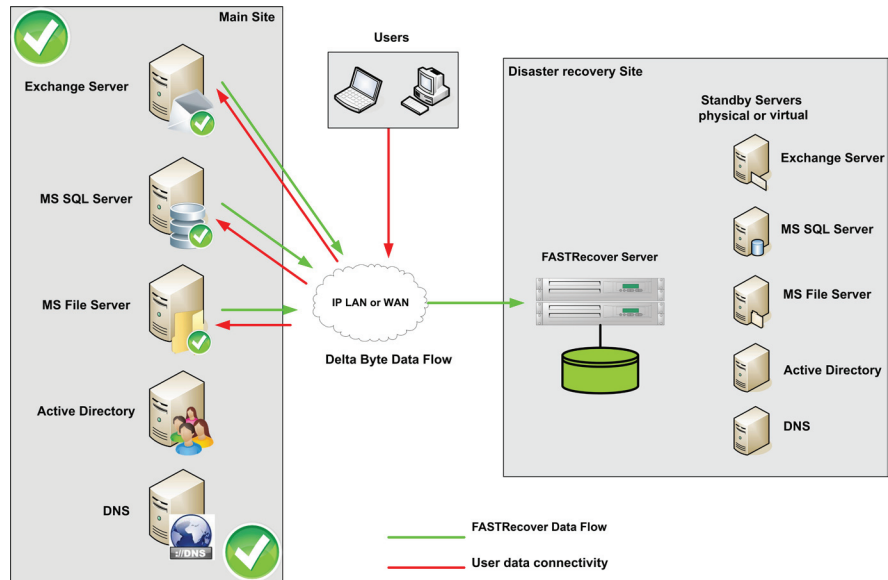 Main Site
Exchange Server
MS SQL Server
MS File Server
Active Directory
DNS
://DNS
Users
IP LAN or WAN
Delta Byte Data Flow
Disaster recovery Site
Standby Servers
physical or virtual
Exchange Server
MS SQL Server
FASTRecover Server
MS File Server
Active Directory
DNS
FASTRecover Data Flow
User data connectivity